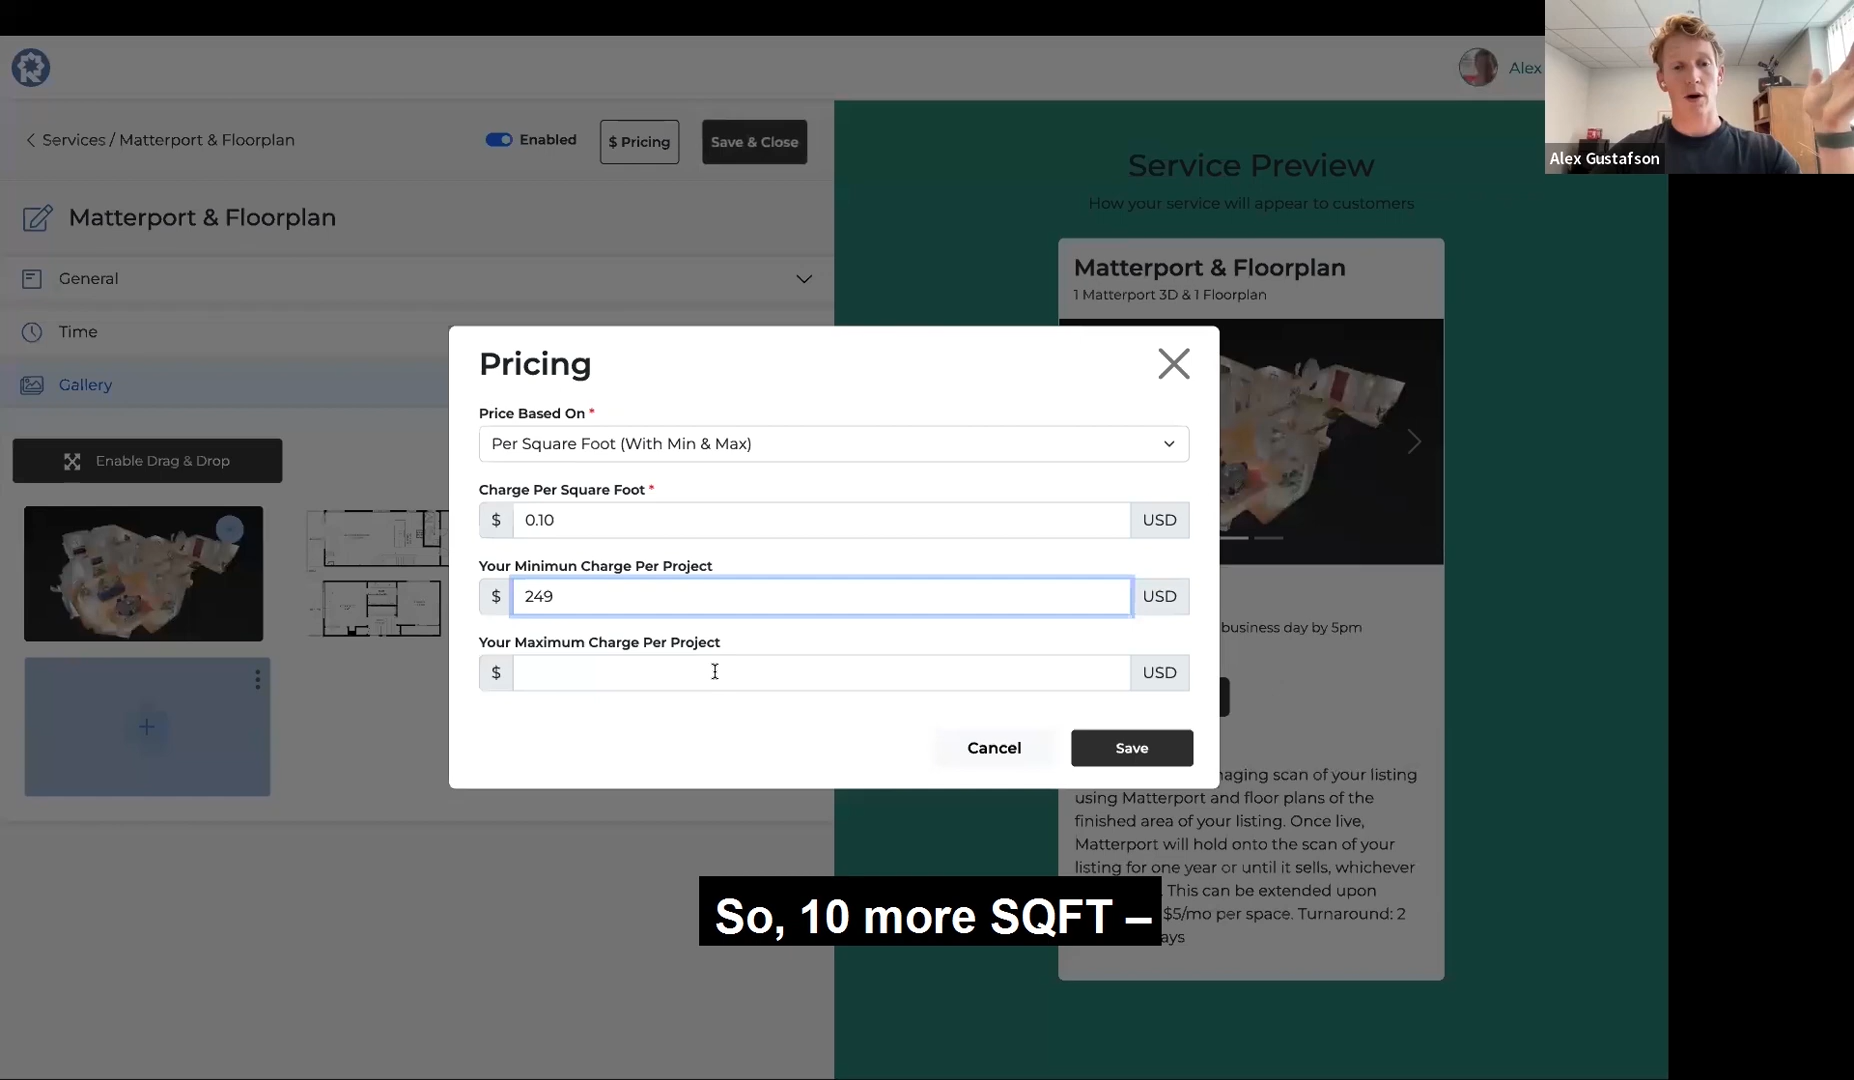 Alex
Alex Gustafson
Services / Matterport & Floorplan
Enabled
$ Pricing
Save & Close
Matterport & Floorplan
General
Time
Gallery
Enable Drag & Drop
Service Preview
How your service will appear to customers
Matterport & Floorplan
1 Matterport 3D & 1 Floorplan
Pricing
Price Based On *
Per Square Foot (With Min & Max)
Charge Per Square Foot *
$ 0.10 USD
Your Minimun Charge Per Project
$ 249 USD
Your Maximum Charge Per Project
$ USD
Cancel
Save
business day by 5pm
aging scan of your listing
using Matterport and floor plans of the
finished area of your listing. Once live,
Matterport will hold onto the scan of your
listing for one year or until it sells, whichever
This can be extended upon
$5/mo per space. Turnaround: 2
ays
So, 10 more SQFT –